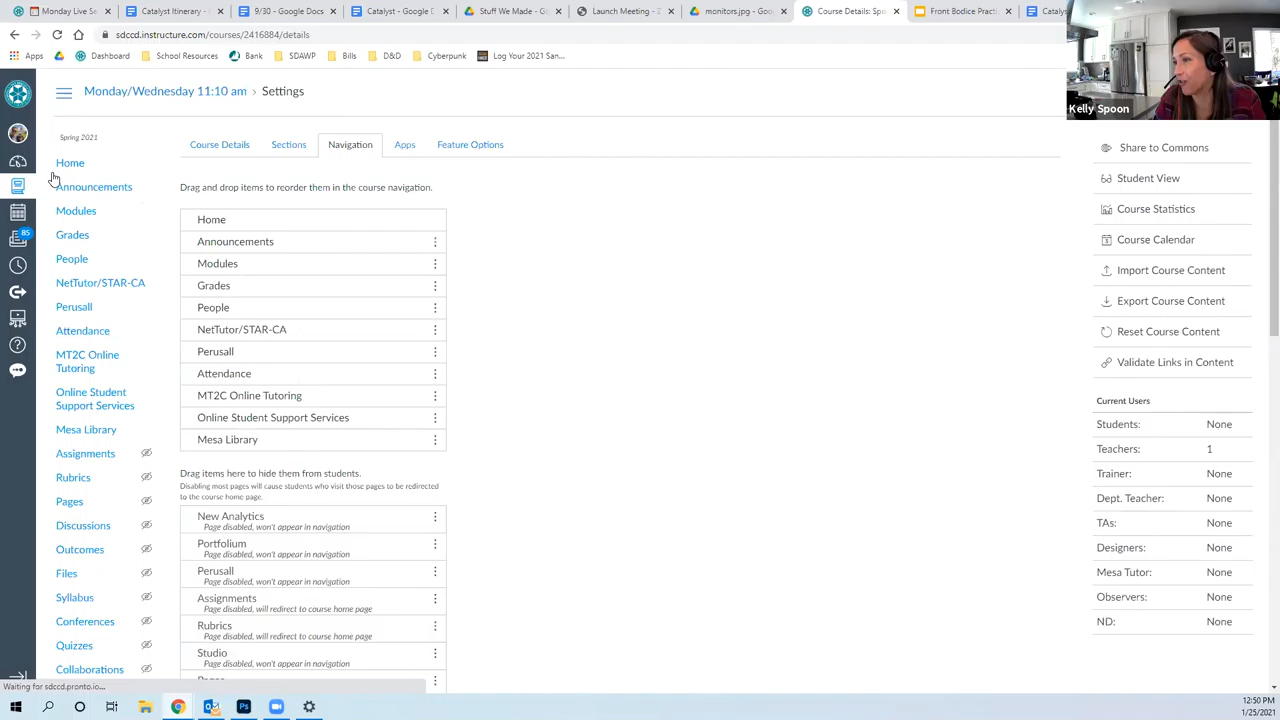 Monday Live Se
Catalyst Itinerary -
9/30 - Google Docs
Catalyst - Google D
Stuff We Made - Go
Launch Meeting - Z
monitor.jpg - Goog
Course Details: Spr
Front Bodice Practi
Cataly
sdccd.instructure.com/courses/2416884/details
Apps
Dashboard
School Resources
Bank
SDAWP
Bills
D&D
Cyberpunk
Log Your 2021 San...
Kelly Spoon
Monday/Wednesday 11:10 am > Settings
Spring 2021
Home
Announcements
Modules
Grades
People
NetTutor/STAR-CA
Perusall
Attendance
MT2C Online
Tutoring
Online Student
Support Services
Mesa Library
Assignments
Rubrics
Pages
Discussions
Outcomes
Files
Syllabus
Conferences
Quizzes
Collaborations
85
Course Details
Sections
Navigation
Apps
Feature Options
Drag and drop items to reorder them in the course navigation.
Home
Announcements
Modules
Grades
People
NetTutor/STAR-CA
Perusall
Attendance
MT2C Online Tutoring
Online Student Support Services
Mesa Library
Drag items here to hide them from students.
Disabling most pages will cause students who visit those pages to be redirected
to the course home page.
New Analytics
Page disabled, won't appear in navigation
Portfolium
Page disabled, won't appear in navigation
Perusall
Page disabled, won't appear in navigation
Assignments
Page disabled, will redirect to course home page
Rubrics
Page disabled, will redirect to course home page
Studio
Page disabled, won't appear in navigation
Share to Commons
Student View
Course Statistics
Course Calendar
Import Course Content
Export Course Content
Reset Course Content
Validate Links in Content
Current Users
Students: None
Teachers: 1
Trainer: None
Dept. Teacher: None
TAs: None
Designers: None
Mesa Tutor: None
Observers: None
ND: None
Waiting for sdccd.pronto.io...
12:50 PM
1/25/2021